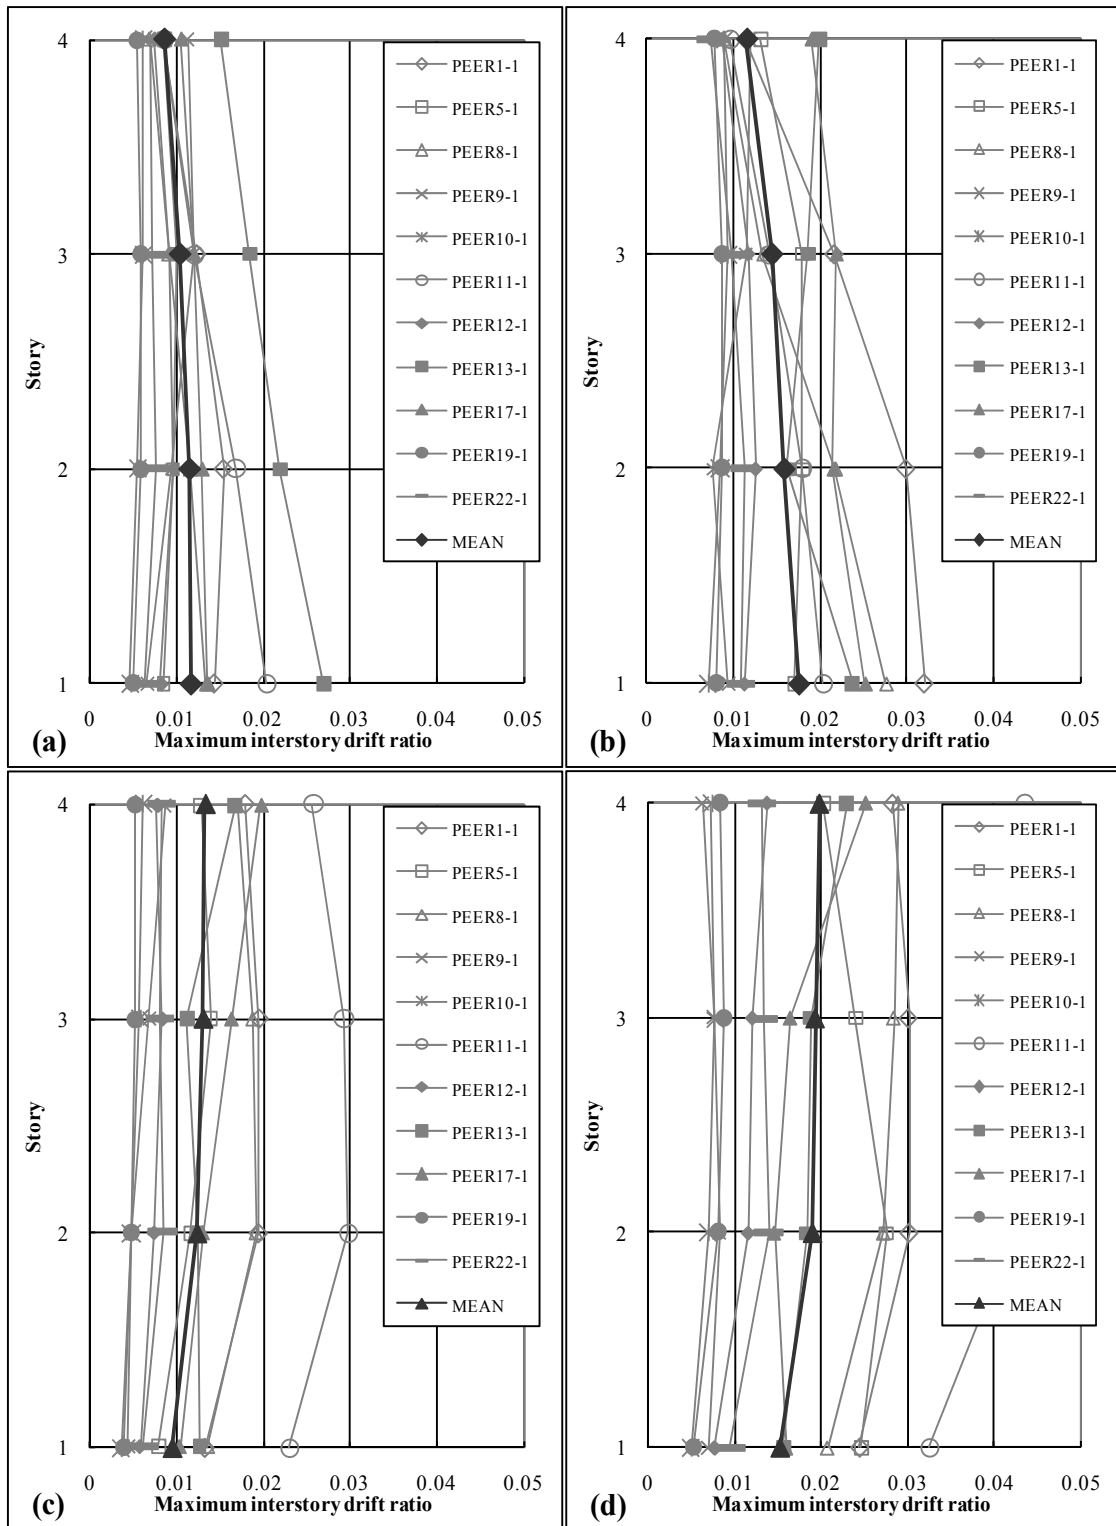 4
3
2
1
Story
0
0.01
0.02
0.03
0.04
0.05
Maximum interstory drift ratio
(a)
PEER1-1
PEER5-1
PEER8-1
PEER9-1
PEER10-1
PEER11-1
PEER12-1
PEER13-1
PEER17-1
PEER19-1
PEER22-1
MEAN
4
3
2
1
Story
0
0.01
0.02
0.03
0.04
0.05
Maximum interstory drift ratio
(b)
PEER1-1
PEER5-1
PEER8-1
PEER9-1
PEER10-1
PEER11-1
PEER12-1
PEER13-1
PEER17-1
PEER19-1
PEER22-1
MEAN
4
3
2
1
Story
0
0.01
0.02
0.03
0.04
0.05
Maximum interstory drift ratio
(c)
PEER1-1
PEER5-1
PEER8-1
PEER9-1
PEER10-1
PEER11-1
PEER12-1
PEER13-1
PEER17-1
PEER19-1
PEER22-1
MEAN
4
3
2
1
Story
0
0.01
0.02
0.03
0.04
0.05
Maximum interstory drift ratio
(d)
PEER1-1
PEER5-1
PEER8-1
PEER9-1
PEER10-1
PEER11-1
PEER12-1
PEER13-1
PEER17-1
PEER19-1
PEER22-1
MEAN